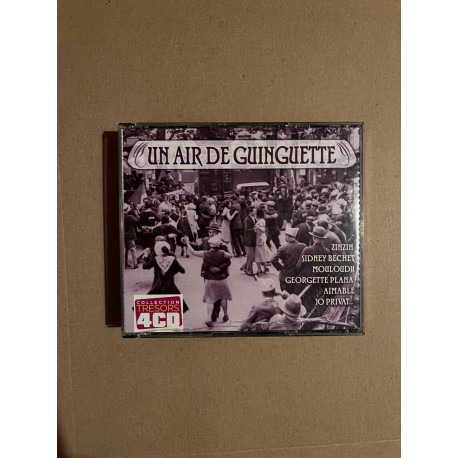 UN AIR DE GUINGUETTE
ZINZIN
SIDNEY BECHET
MOULOUDJI
GEORGETTE PLANA
AIMABLE
JO PRIVAT...
COLLECTION
TRESORS
4CD